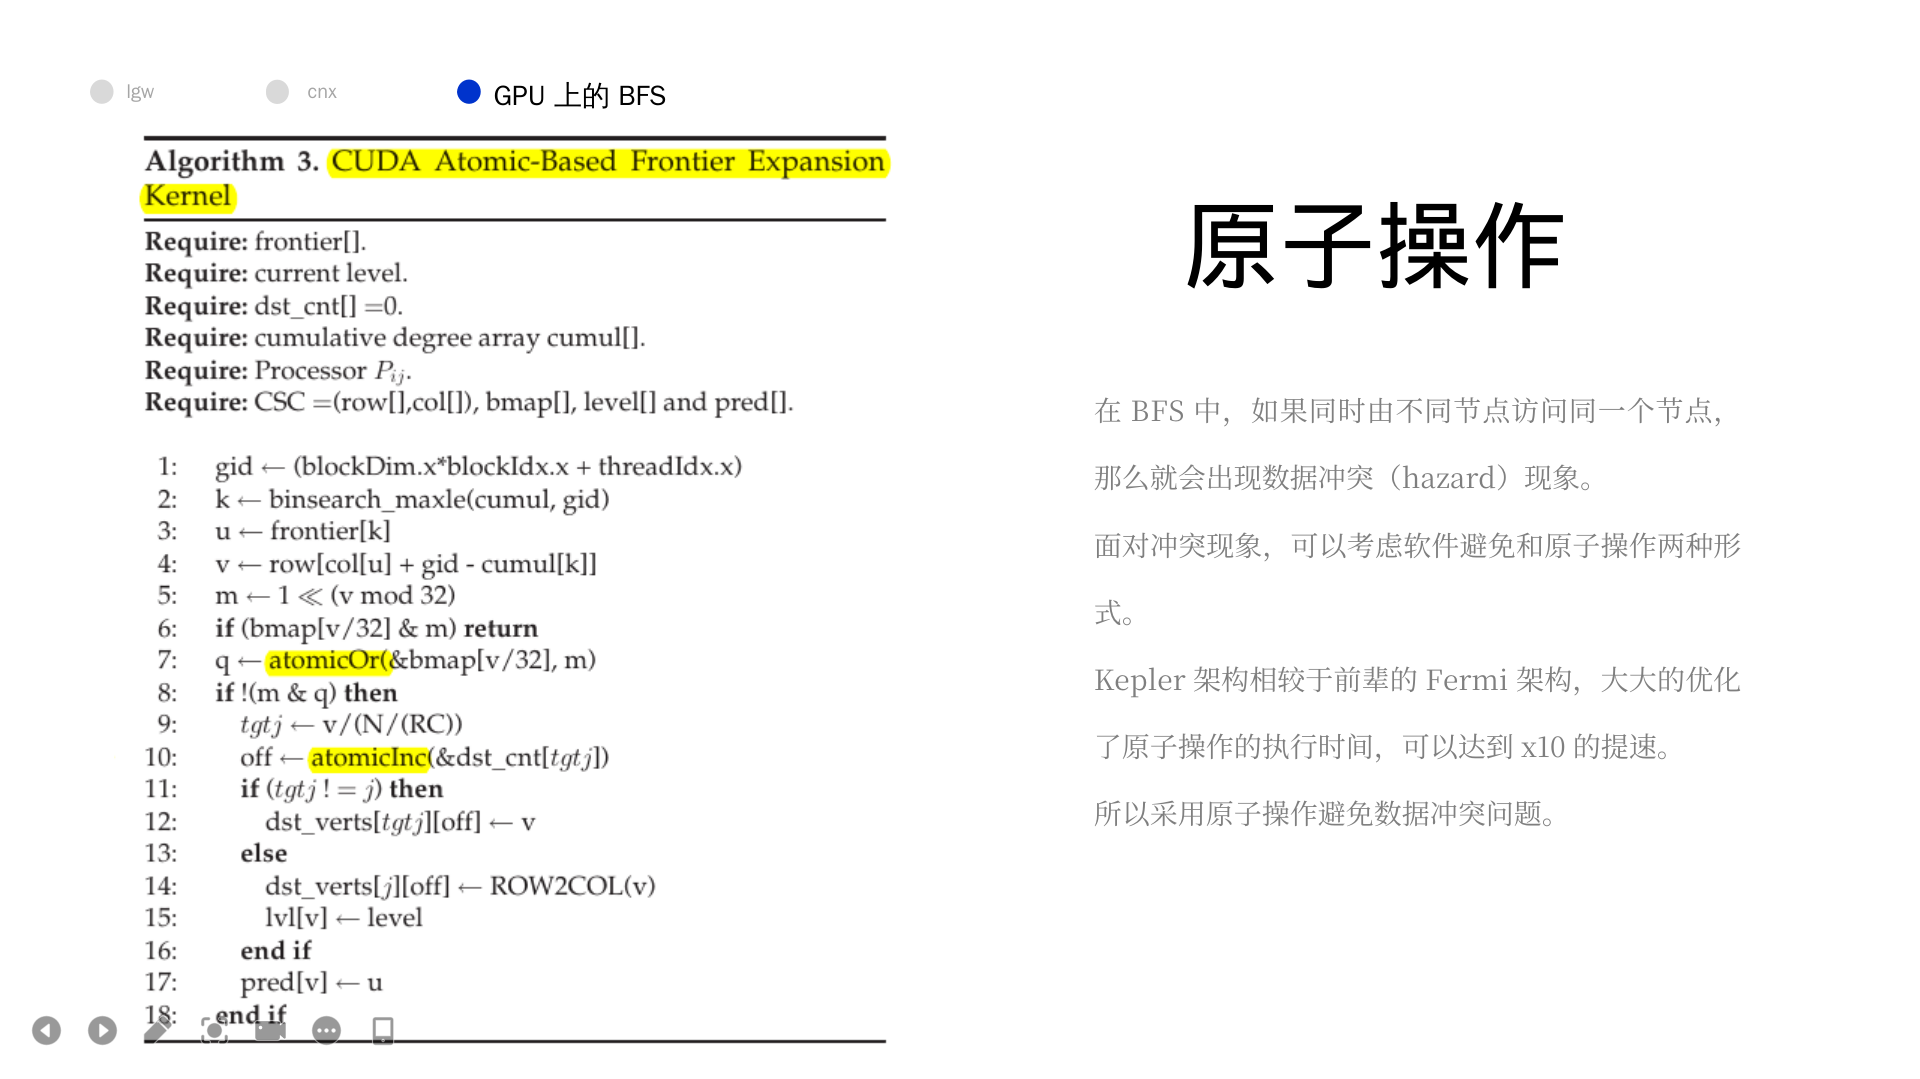 lgw
cnx
GPU 上的 BFS
Algorithm 3. CUDA Atomic-Based Frontier Expansion
Kernel
Require: frontier[].
Require: current level.
Require: dst_cnt[] =0.
Require: cumulative degree array cumul[].
Require: Processor P_{ij}.
Require: CSC =(row[],col[]), bmap[], level[] and pred[].
1: gid ← (blockDim.x*blockIdx.x + threadIdx.x)
2: k ← binsearch_maxle(cumul, gid)
3: u ← frontier[k]
4: v ← row[col[u] + gid - cumul[k]]
5: m ← 1 ≪ (v mod 32)
6: if (bmap[v/32] & m) return
7: q ← atomicOr(&bmap[v/32], m)
8: if !(m & q) then
9: tgtj ← v/(N/(RC))
10: off ← atomicInc(&dst_cnt[tgtj])
11: if (tgtj ! = j) then
12: dst_verts[tgtj][off] ← v
13: else
14: dst_verts[j][off] ← ROW2COL(v)
15: lvl[v] ← level
16: end if
17: pred[v] ← u
18: end if
原子操作
在 BFS 中，如果同时由不同节点访问同一个节点，
那么就会出现数据冲突（hazard）现象。
面对冲突现象，可以考虑软件避免和原子操作两种形
式。
Kepler 架构相较于前辈的 Fermi 架构，大大的优化
了原子操作的执行时间，可以达到 x10 的提速。
所以采用原子操作避免数据冲突问题。